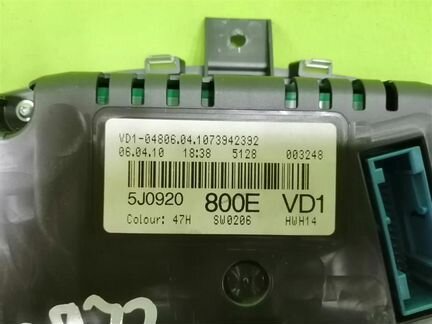 VD1-04806.04.1073942392
06.04.10 18:38 5128 003248
5J0920 800E VD1
Colour: 47H SW0206 HWH14